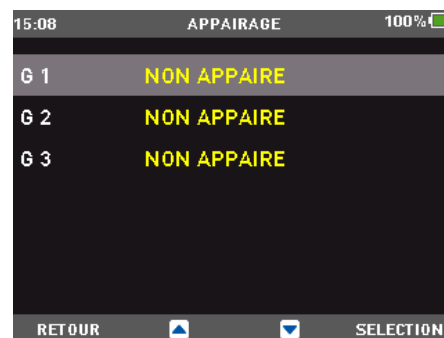 15:08 APPAIRAGE 100%
G 1 NON APPAIRE
G 2 NON APPAIRE
G 3 NON APPAIRE
RETOUR SELECTION